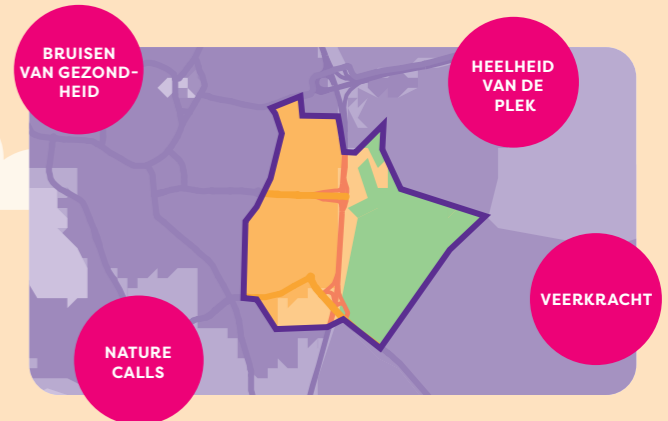 BRUISEN
VAN GEZOND-
HEID
HEELHEID
VAN DE
PLEK
VEERKRACHT
NATURE
CALLS